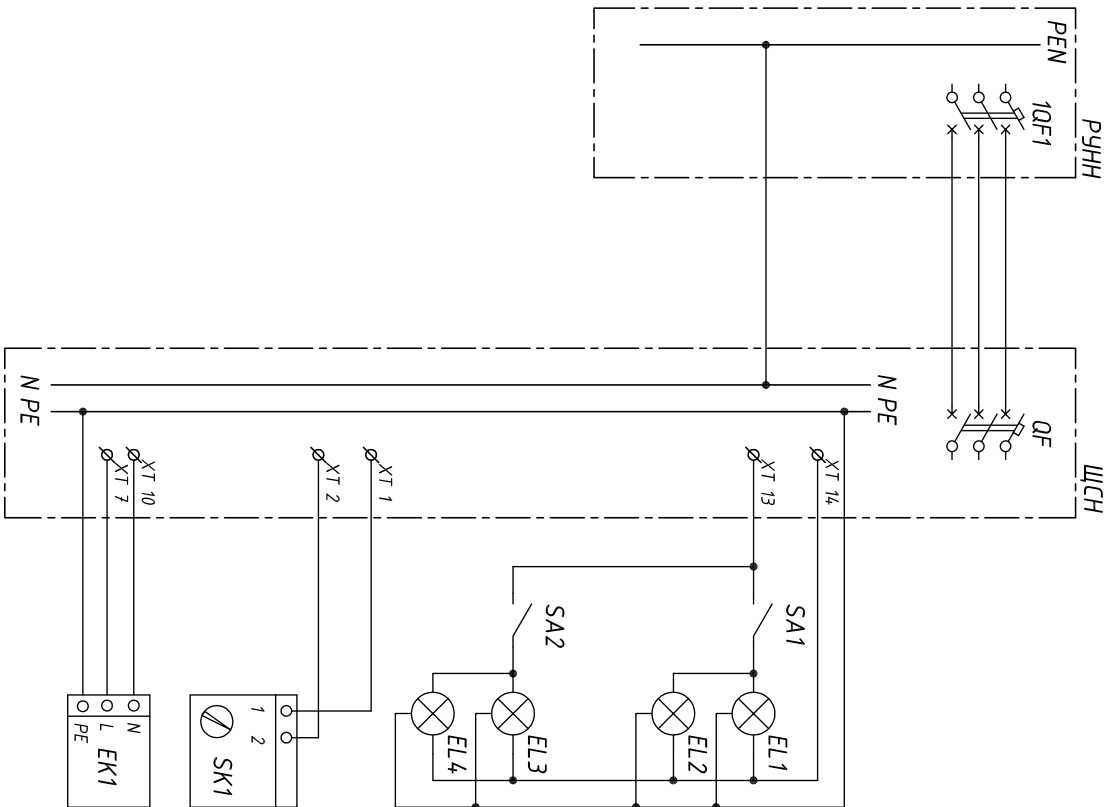 РУНН
PEN
1QF1
ЩСН
QF
N PE
N PE
XT 14
XT 13
XT 1
XT 2
XT 10
XT 7
SA1
SA2
EL1
EL2
EL3
EL4
1
2
SK1
N
L
PE
EK1